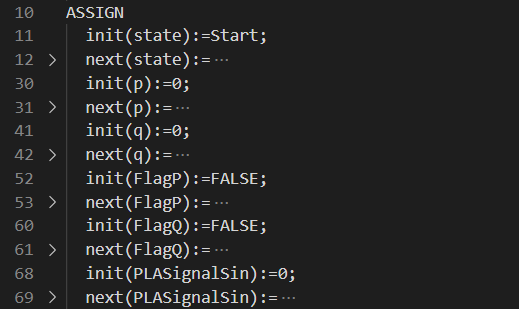 10 ASSIGN
11 init(state):=Start;
12 > next(state):= ···
30 init(p):=0;
31 > next(p):= ···
41 init(q):=0;
42 > next(q):= ···
52 init(FlagP):=FALSE;
53 > next(FlagP):= ···
60 init(FlagQ):=FALSE;
61 > next(FlagQ):= ···
68 init(PLASignalSin):=0;
69 > next(PLASignalSin):= ···